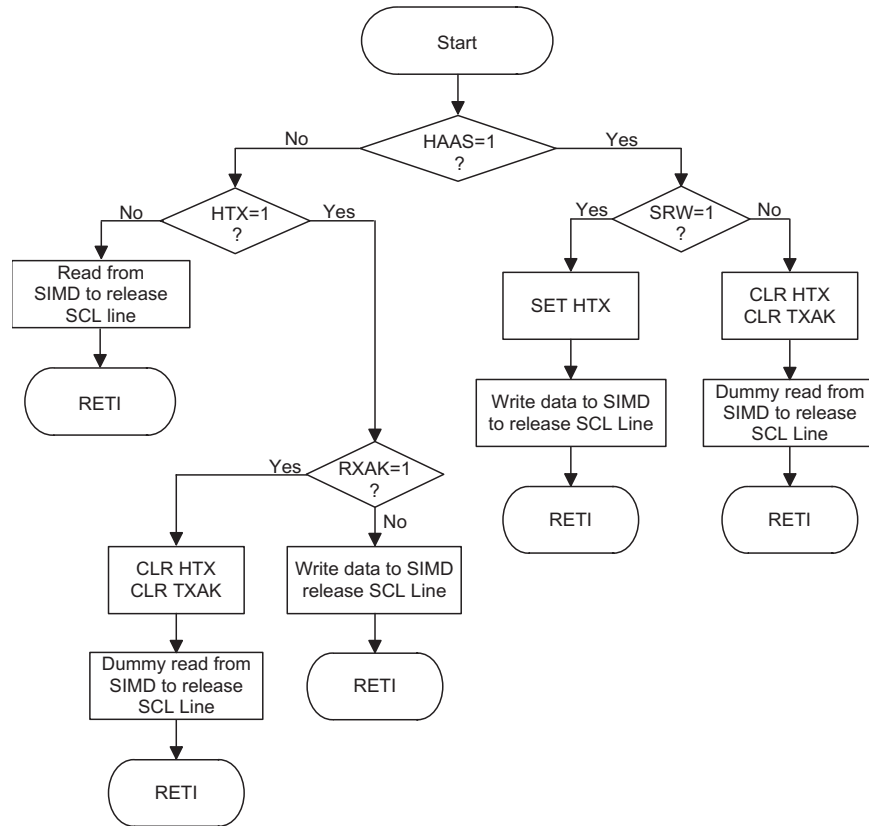 Start
HAAS=1
?
No
Yes
HTX=1
?
No
Yes
SRW=1
?
Yes
No
Read from
SIMD to release
SCL line
SET HTX
CLR HTX
CLR TXAK
RETI
Write data to SIMD
to release SCL Line
Dummy read from
SIMD to release
SCL Line
RXAK=1
?
Yes
No
RETI
RETI
CLR HTX
CLR TXAK
Write data to SIMD
release SCL Line
Dummy read from
SIMD to release
SCL Line
RETI
RETI